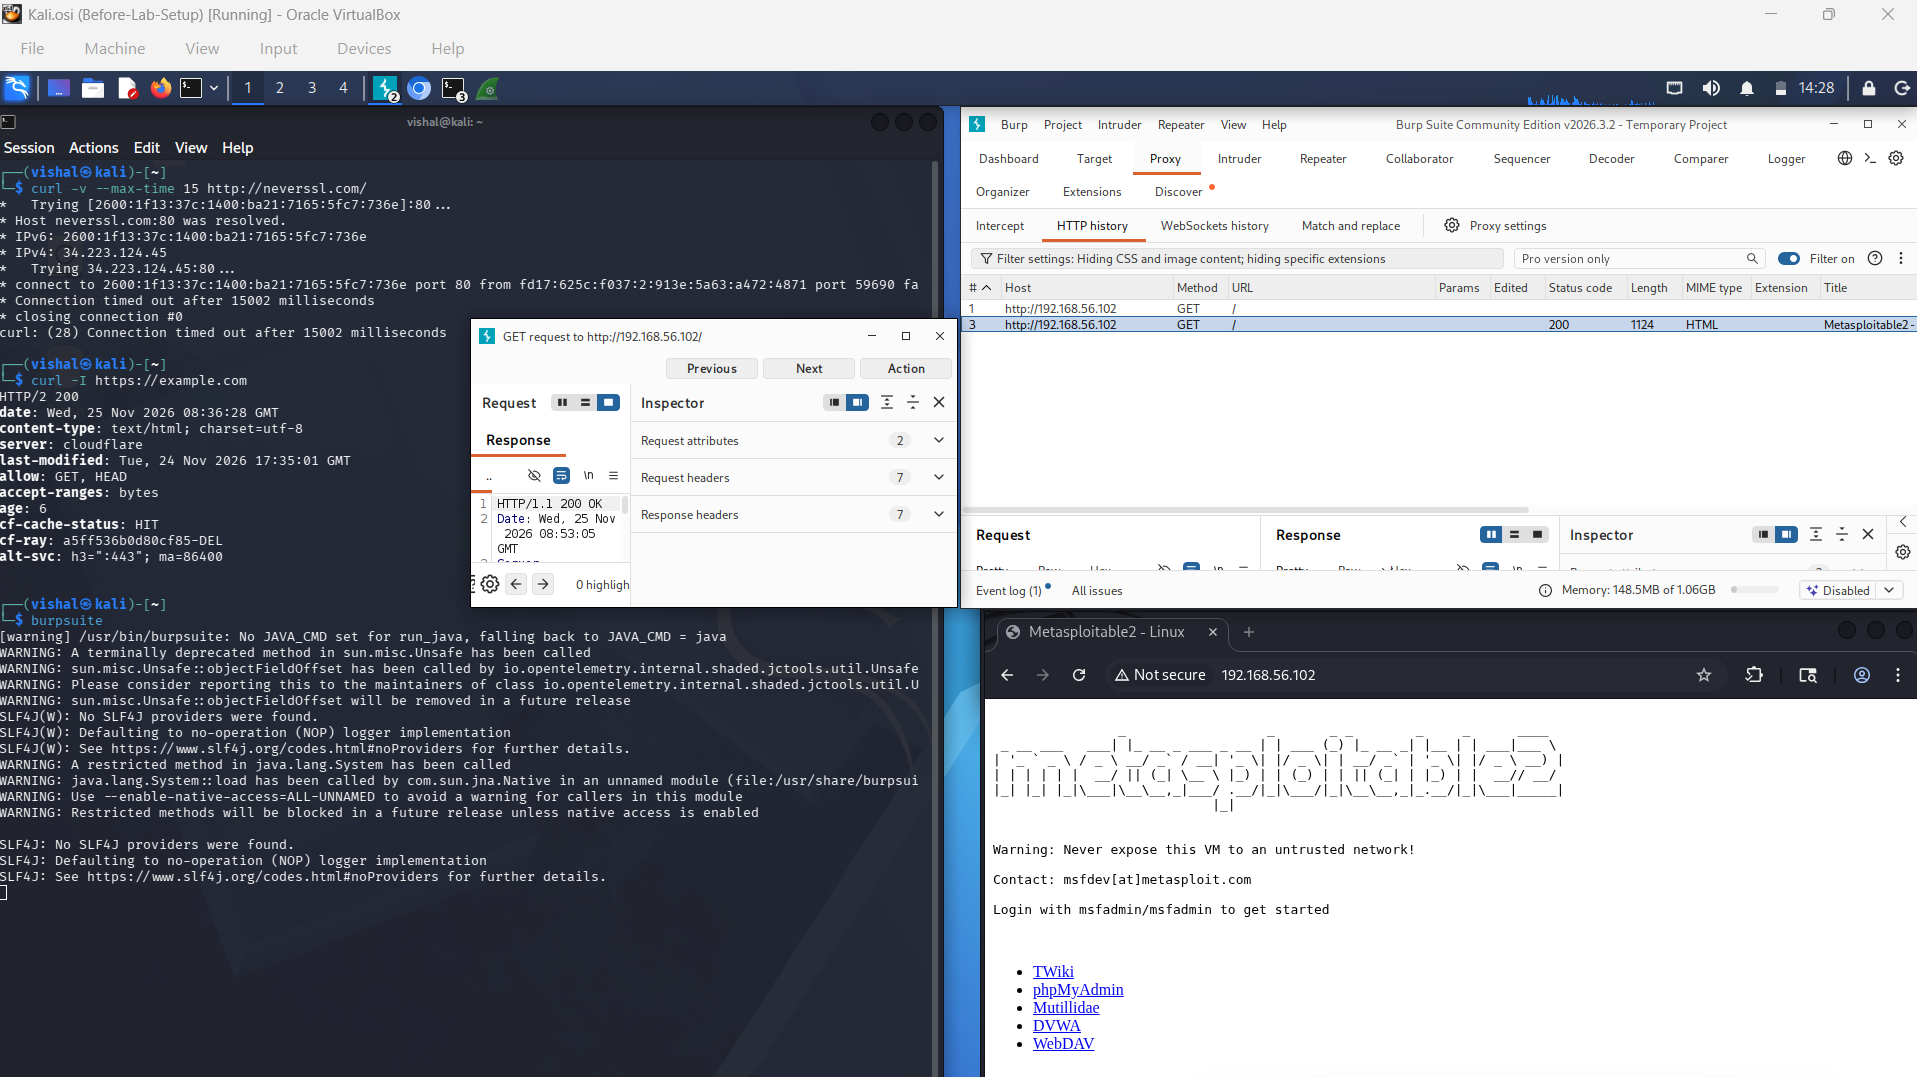 Kali.osi (Before-Lab-Setup) [Running] - Oracle VirtualBox
File Machine View Input Devices Help
1 2 3 4 2 3 14:28
vishal@kali: ~
Session Actions Edit View Help
┌──(vishal㉿kali)-[~]
└─$ curl -v --max-time 15 http://neverssl.com/
*   Trying [2600:1f13:37c:1400:ba21:7165:5fc7:736e]:80...
* Host neverssl.com:80 was resolved.
* IPv6: 2600:1f13:37c:1400:ba21:7165:5fc7:736e
* IPv4: 34.223.124.45
*   Trying 34.223.124.45:80...
* connect to 2600:1f13:37c:1400:ba21:7165:5fc7:736e port 80 from fd17:625c:f037:2:913e:5a63:a472:4871 port 59690 fa
* Connection timed out after 15002 milliseconds
* closing connection #0
curl: (28) Connection timed out after 15002 milliseconds
┌──(vishal㉿kali)-[~]
└─$ curl -I https://example.com
HTTP/2 200
date: Wed, 25 Nov 2026 08:36:28 GMT
content-type: text/html; charset=utf-8
server: cloudflare
last-modified: Tue, 24 Nov 2026 17:35:01 GMT
allow: GET, HEAD
accept-ranges: bytes
age: 6
cf-cache-status: HIT
cf-ray: a5ff536b0d80cf85-DEL
alt-svc: h3=":443"; ma=86400
┌──(vishal㉿kali)-[~]
└─$ burpsuite
[warning] /usr/bin/burpsuite: No JAVA_CMD set for run_java, falling back to JAVA_CMD = java
WARNING: A terminally deprecated method in sun.misc.Unsafe has been called
WARNING: sun.misc.Unsafe::objectFieldOffset has been called by io.opentelemetry.internal.shaded.jctools.util.Unsafe
WARNING: Please consider reporting this to the maintainers of class io.opentelemetry.internal.shaded.jctools.util.U
WARNING: sun.misc.Unsafe::objectFieldOffset will be removed in a future release
SLF4J(W): No SLF4J providers were found.
SLF4J(W): Defaulting to no-operation (NOP) logger implementation
SLF4J(W): See https://www.slf4j.org/codes.html#noProviders for further details.
WARNING: A restricted method in java.lang.System has been called
WARNING: java.lang.System::load has been called by com.sun.jna.Native in an unnamed module (file:/usr/share/burpsui
WARNING: Use --enable-native-access=ALL-UNNAMED to avoid a warning for callers in this module
WARNING: Restricted methods will be blocked in a future release unless native access is enabled
SLF4J: No SLF4J providers were found.
SLF4J: Defaulting to no-operation (NOP) logger implementation
SLF4J: See https://www.slf4j.org/codes.html#noProviders for further details.
GET request to http://192.168.56.102/
Previous Next Action
Request
Inspector
Response
Request attributes 2
.. \n
Request headers 7
Response headers 7
1 HTTP/1.1 200 OK
2 Date: Wed, 25 Nov
2026 08:53:05
GMT
0 highligh
Burp Project Intruder Repeater View Help Burp Suite Community Edition v2026.3.2 - Temporary Project
Dashboard Target Proxy Intruder Repeater Collaborator Sequencer Decoder Comparer Logger
Organizer Extensions Discover
Intercept HTTP history WebSockets history Match and replace Proxy settings
Filter settings: Hiding CSS and image content; hiding specific extensions Pro version only Filter on
# Host Method URL Params Edited Status code Length MIME type Extension Title
1 http://192.168.56.102 GET /
3 http://192.168.56.102 GET / 200 1124 HTML Metasploitable2 -
Request Response Inspector
Event log (1) All issues Memory: 148.5MB of 1.06GB Disabled
Metasploitable2 - Linux
Not secure 192.168.56.102
metasploitable2
Warning: Never expose this VM to an untrusted network!
Contact: msfdev[at]metasploit.com
Login with msfadmin/msfadmin to get started
• TWiki
• phpMyAdmin
• Mutillidae
• DVWA
• WebDAV